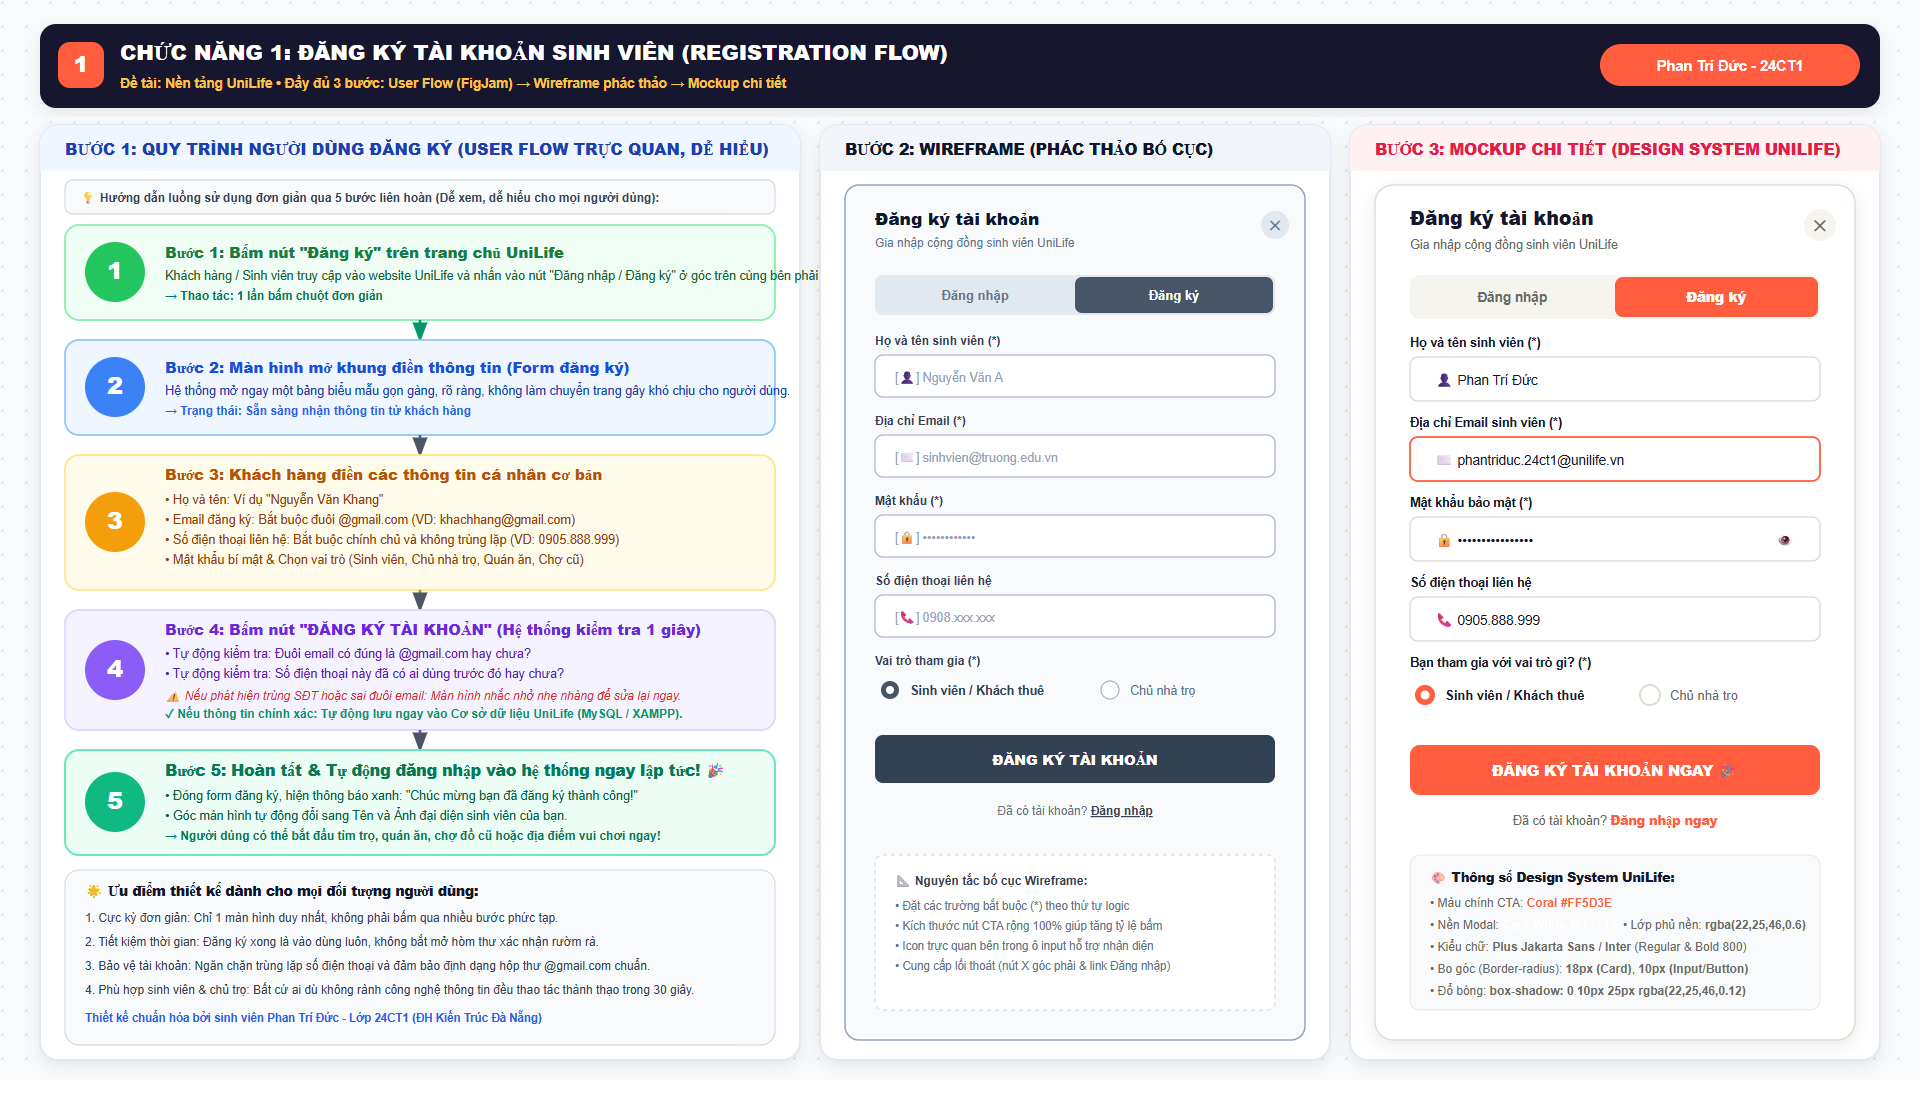 1
CHỨC NĂNG 1: ĐĂNG KÝ TÀI KHOẢN SINH VIÊN (REGISTRATION FLOW)
Đề tài: Nền tảng UniLife • Đầy đủ 3 bước: User Flow (FigJam) → Wireframe phác thảo → Mockup chi tiết
Phan Trí Đức - 24CT1
BƯỚC 1: QUY TRÌNH NGƯỜI DÙNG ĐĂNG KÝ (USER FLOW TRỰC QUAN, DỄ HIỂU)
💡 Hướng dẫn luồng sử dụng đơn giản qua 5 bước liên hoàn (Dễ xem, dễ hiểu cho mọi người dùng):
1
Bước 1: Bấm nút "Đăng ký" trên trang chủ UniLife
Khách hàng / Sinh viên truy cập vào website UniLife và nhấn vào nút "Đăng nhập / Đăng ký" ở góc trên cùng bên phải
→ Thao tác: 1 lần bấm chuột đơn giản
2
Bước 2: Màn hình mở khung điền thông tin (Form đăng ký)
Hệ thống mở ngay một bảng biểu mẫu gọn gàng, rõ ràng, không làm chuyển trang gây khó chịu cho người dùng.
→ Trạng thái: Sẵn sàng nhận thông tin từ khách hàng
3
Bước 3: Khách hàng điền các thông tin cá nhân cơ bản
• Họ và tên: Ví dụ "Nguyễn Văn Khang"
• Email đăng ký: Bắt buộc đuôi @gmail.com (VD: khachhang@gmail.com)
• Số điện thoại liên hệ: Bắt buộc chính chủ và không trùng lặp (VD: 0905.888.999)
• Mật khẩu bí mật & Chọn vai trò (Sinh viên, Chủ nhà trọ, Quán ăn, Chợ cũ)
4
Bước 4: Bấm nút "ĐĂNG KÝ TÀI KHOẢN" (Hệ thống kiểm tra 1 giây)
• Tự động kiểm tra: Đuôi email có đúng là @gmail.com hay chưa?
• Tự động kiểm tra: Số điện thoại này đã có ai dùng trước đó hay chưa?
⚠️ Nếu phát hiện trùng SĐT hoặc sai đuôi email: Màn hình nhắc nhở nhẹ nhàng để sửa lại ngay.
✓ Nếu thông tin chính xác: Tự động lưu ngay vào Cơ sở dữ liệu UniLife (MySQL / XAMPP).
5
Bước 5: Hoàn tất & Tự động đăng nhập vào hệ thống ngay lập tức! 🎉
• Đóng form đăng ký, hiện thông báo xanh: "Chúc mừng bạn đã đăng ký thành công!"
• Góc màn hình tự động đổi sang Tên và Ảnh đại diện sinh viên của bạn.
→ Người dùng có thể bắt đầu tìm trọ, quán ăn, chợ đồ cũ hoặc địa điểm vui chơi ngay!
🌟 Ưu điểm thiết kế dành cho mọi đối tượng người dùng:
1. Cực kỳ đơn giản: Chỉ 1 màn hình duy nhất, không phải bấm qua nhiều bước phức tạp.
2. Tiết kiệm thời gian: Đăng ký xong là vào dùng luôn, không bắt mở hòm thư xác nhận rườm rà.
3. Bảo vệ tài khoản: Ngăn chặn trùng lặp số điện thoại và đảm bảo định dạng hộp thư @gmail.com chuẩn.
4. Phù hợp sinh viên & chủ trọ: Bất cứ ai dù không rành công nghệ thông tin đều thao tác thành thạo trong 30 giây.
Thiết kế chuẩn hóa bởi sinh viên Phan Trí Đức - Lớp 24CT1 (ĐH Kiến Trúc Đà Nẵng)
BƯỚC 2: WIREFRAME (PHÁC THẢO BỐ CỤC)
Đăng ký tài khoản
✕
Gia nhập cộng đồng sinh viên UniLife
Đăng nhập
Đăng ký
Họ và tên sinh viên (*)
[👤] Nguyễn Văn A
Địa chỉ Email (*)
[✉️] sinhvien@truong.edu.vn
Mật khẩu (*)
[🔒] ••••••••••••
Số điện thoại liên hệ
[📞] 0908.xxx.xxx
Vai trò tham gia (*)
Sinh viên / Khách thuê
Chủ nhà trọ
ĐĂNG KÝ TÀI KHOẢN
Đã có tài khoản? Đăng nhập
📐 Nguyên tắc bố cục Wireframe:
• Đặt các trường bắt buộc (*) theo thứ tự logic
• Kích thước nút CTA rộng 100% giúp tăng tỷ lệ bấm
• Icon trực quan bên trong ô input hỗ trợ nhận diện
• Cung cấp lối thoát (nút X góc phải & link Đăng nhập)
BƯỚC 3: MOCKUP CHI TIẾT (DESIGN SYSTEM UNILIFE)
Đăng ký tài khoản
✕
Gia nhập cộng đồng sinh viên UniLife
Đăng nhập
Đăng ký
Họ và tên sinh viên (*)
👤 Phan Trí Đức
Địa chỉ Email sinh viên (*)
✉️ phantriduc.24ct1@unilife.vn
Mật khẩu bảo mật (*)
🔒 ••••••••••••••••
Số điện thoại liên hệ
📞 0905.888.999
Bạn tham gia với vai trò gì? (*)
Sinh viên / Khách thuê
Chủ nhà trọ
ĐĂNG KÝ TÀI KHOẢN NGAY 🎉
Đã có tài khoản? Đăng nhập ngay
🎨 Thông số Design System UniLife:
• Màu chính CTA: Coral #FF5D3E
• Nền Modal: • Lớp phủ nền: rgba(22,25,46,0.6)
• Kiểu chữ: Plus Jakarta Sans / Inter (Regular & Bold 800)
• Bo góc (Border-radius): 18px (Card), 10px (Input/Button)
• Đổ bóng: box-shadow: 0 10px 25px rgba(22,25,46,0.12)